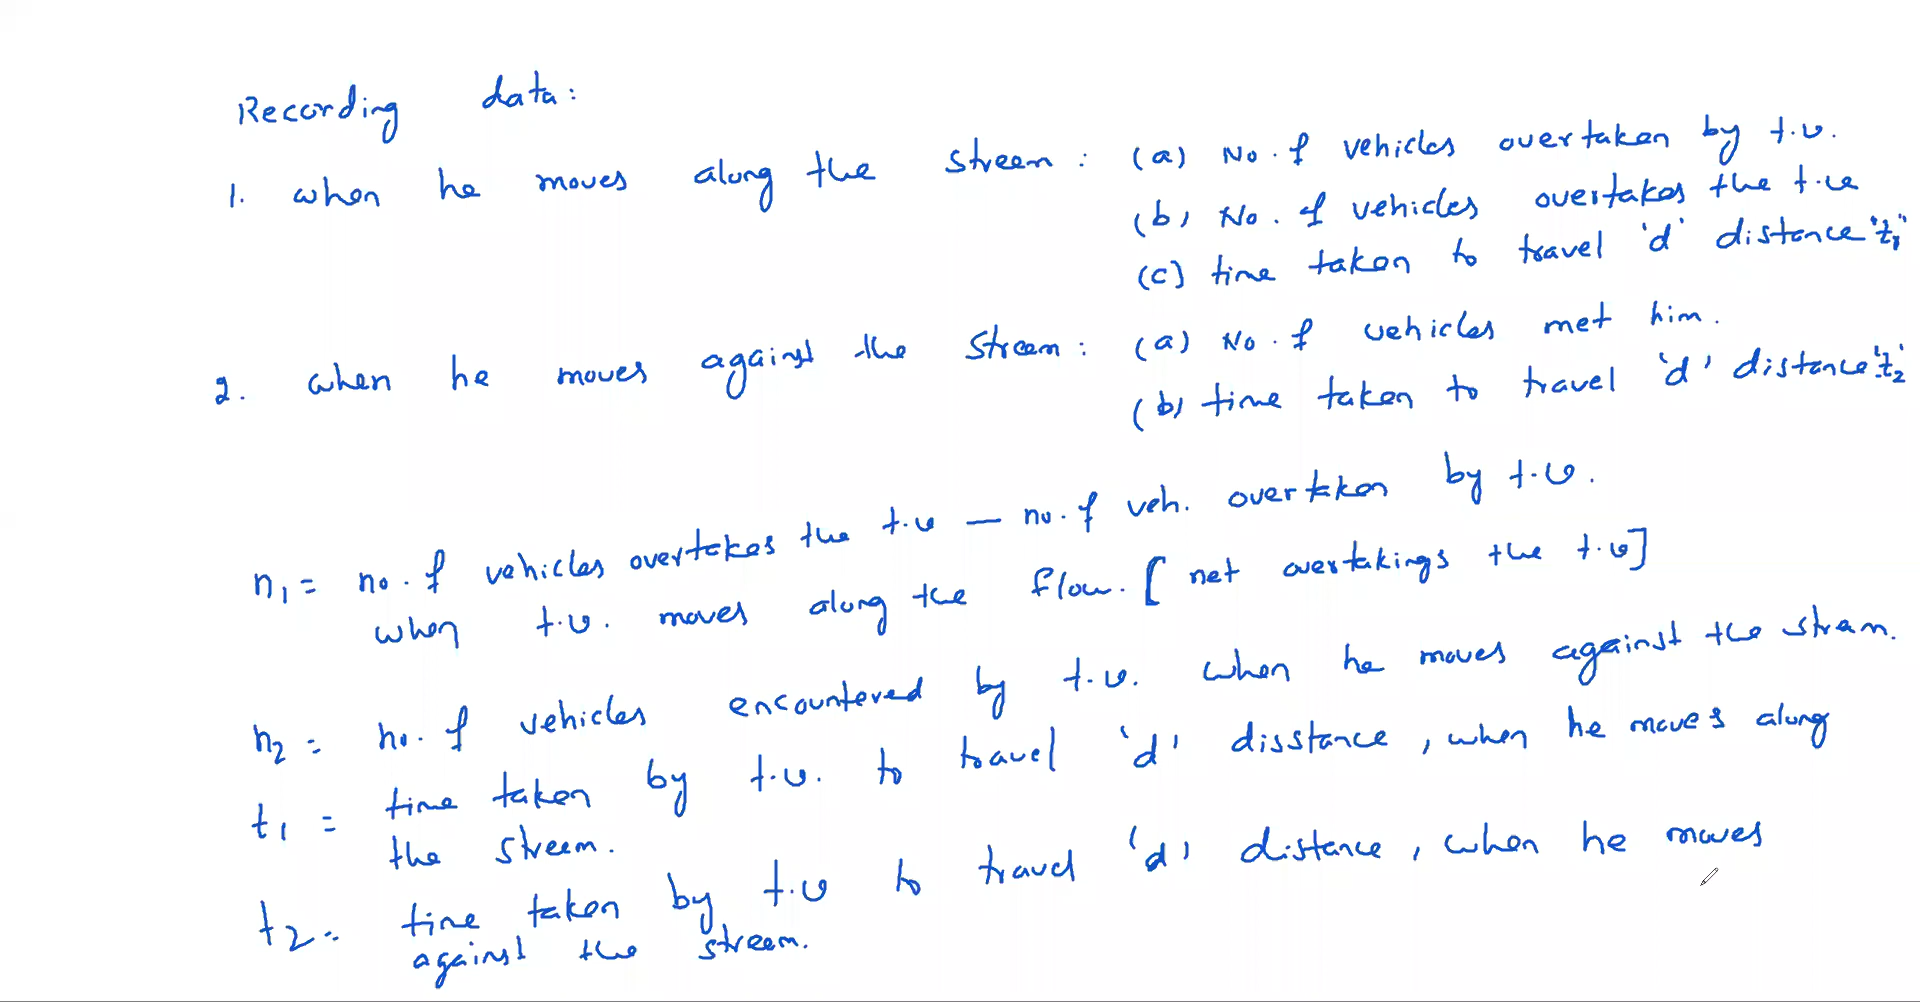 Recording data:
1. when he moves along the stream : (a) No. of vehicles overtaken by t.v.
(b) No. of vehicles overtakes the t.v
(c) time taken to travel 'd' distance 't1'
2. when he moves against the stream : (a) No. of vehicles met him.
(b) time taken to travel 'd' distance 't2'
n1 = no. of vehicles overtakes the t.v — no. of veh. overtaken by t.v.
when t.v. moves along the flow. [ net overtakings the t.v]
n2 = no. of vehicles encountered by t.v. when he moves against the stream.
t1 = time taken by t.v. to travel 'd' disstance, when he moves along
the stream.
t2 = time taken by t.v to travel 'd' distance, when he moves
against the stream.